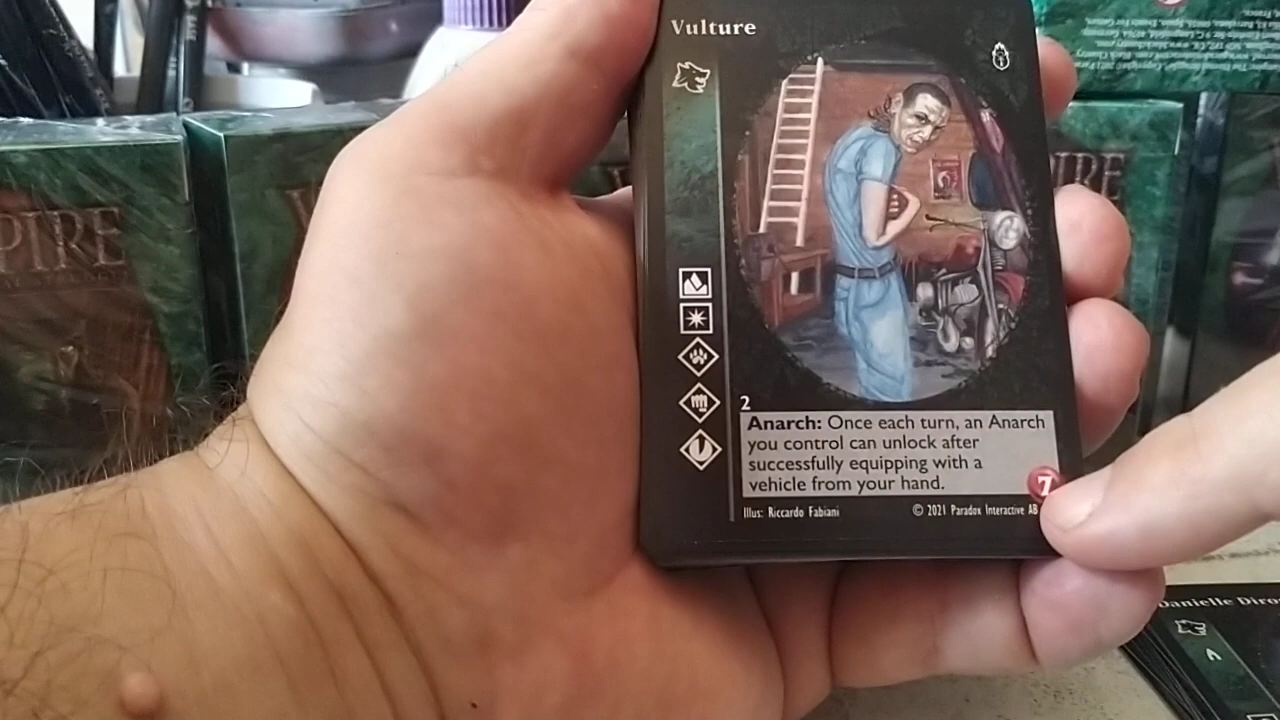 Vulture
2
Anarch: Once each turn, an Anarch
you control can unlock after
successfully equipping with a
vehicle from your hand.
7
Illus: Riccardo Fabiani
© 2021 Paradox Interactive AB
PIRE
PIRE
Danielle Diro